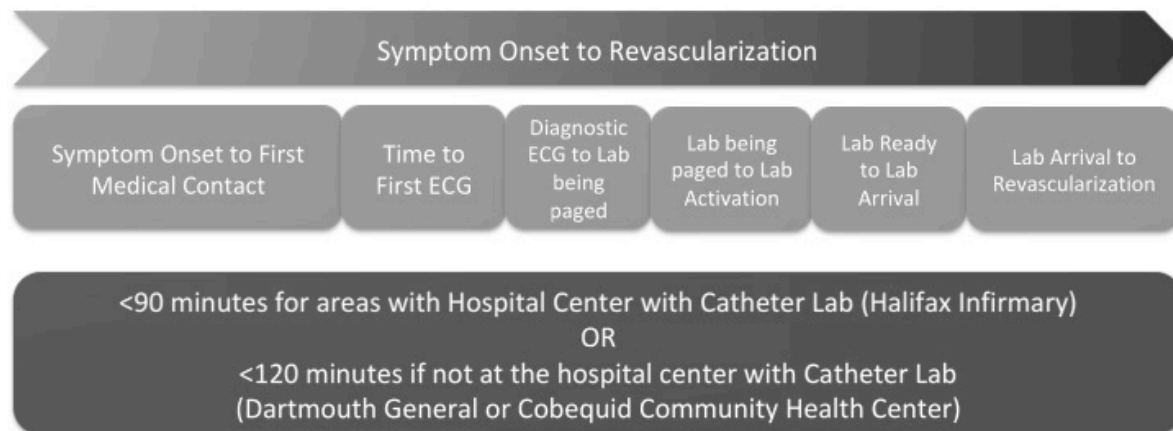 Symptom Onset to Revascularization
Symptom Onset to First
Medical Contact
Time to
First ECG
Diagnostic
ECG to Lab
being
paged
Lab being
paged to Lab
Activation
Lab Ready
to Lab
Arrival
Lab Arrival to
Revascularization
<90 minutes for areas with Hospital Center with Catheter Lab (Halifax Infirmary)
OR
<120 minutes if not at the hospital center with Catheter Lab
(Dartmouth General or Cobequid Community Health Center)